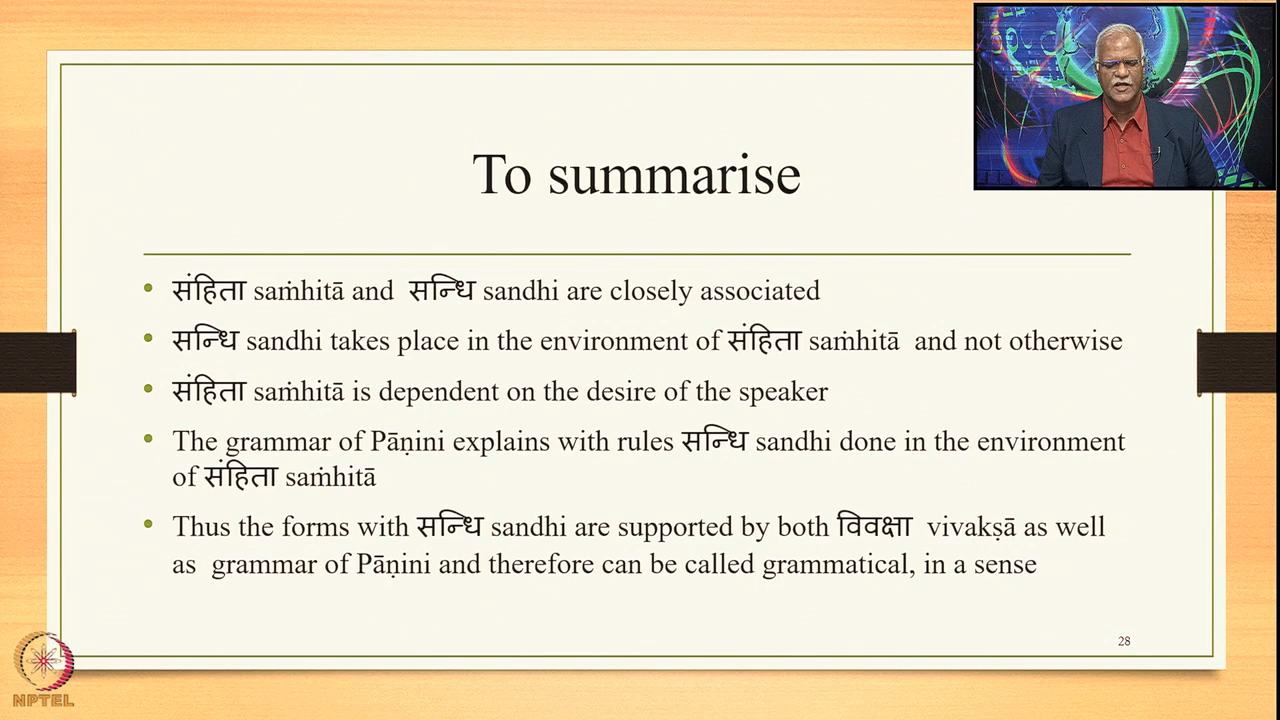 To summarise
• संहिता saṁhitā and सन्धि sandhi are closely associated
• सन्धि sandhi takes place in the environment of संहिता saṁhitā and not otherwise
• संहिता saṁhitā is dependent on the desire of the speaker
• The grammar of Pāṇini explains with rules सन्धि sandhi done in the environment
of संहिता saṁhitā
• Thus the forms with सन्धि sandhi are supported by both विवक्षा vivakṣā as well
as grammar of Pāṇini and therefore can be called grammatical, in a sense
28
NPTEL